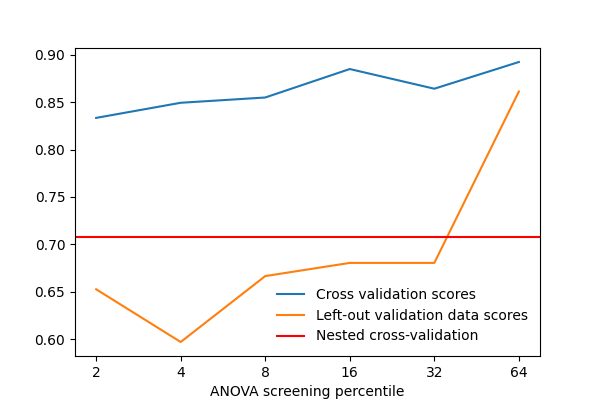 0.90
0.85
0.80
0.75
0.70
0.65
0.60
Cross validation scores
Left-out validation data scores
Nested cross-validation
2 4 8 16 32 64
ANOVA screening percentile